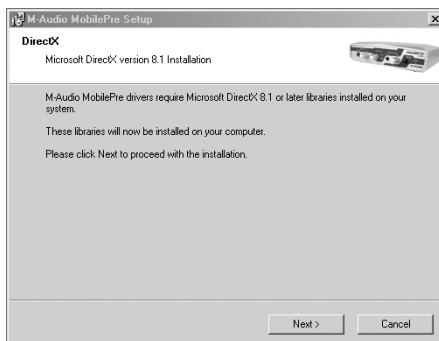 M-Audio MobilePre Setup
DirectX
Microsoft DirectX version 8.1 Installation
M-Audio MobilePre drivers require Microsoft DirectX 8.1 or later libraries installed on your
system.
These libraries will now be installed on your computer.
Please click Next to proceed with the installation.
Next >
Cancel